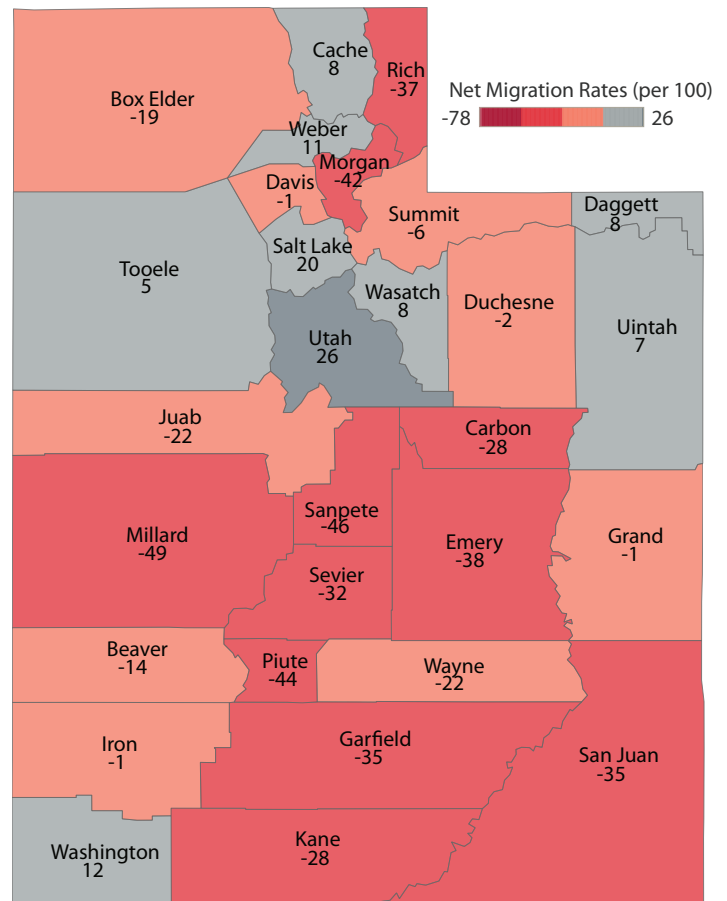 Cache
8
Rich
-37
Net Migration Rates (per 100)
-78
26
Box Elder
-19
Weber
11
Morgan
-42
Davis
-1
Summit
-6
Daggett
8
Salt Lake
20
Tooele
5
Wasatch
8
Duchesne
-2
Uintah
7
Utah
26
Juab
-22
Carbon
-28
Sanpete
-46
Millard
-49
Emery
-38
Grand
-1
Sevier
-32
Beaver
-14
Piute
-44
Wayne
-22
Iron
-1
Garfield
-35
San Juan
-35
Kane
-28
Washington
12